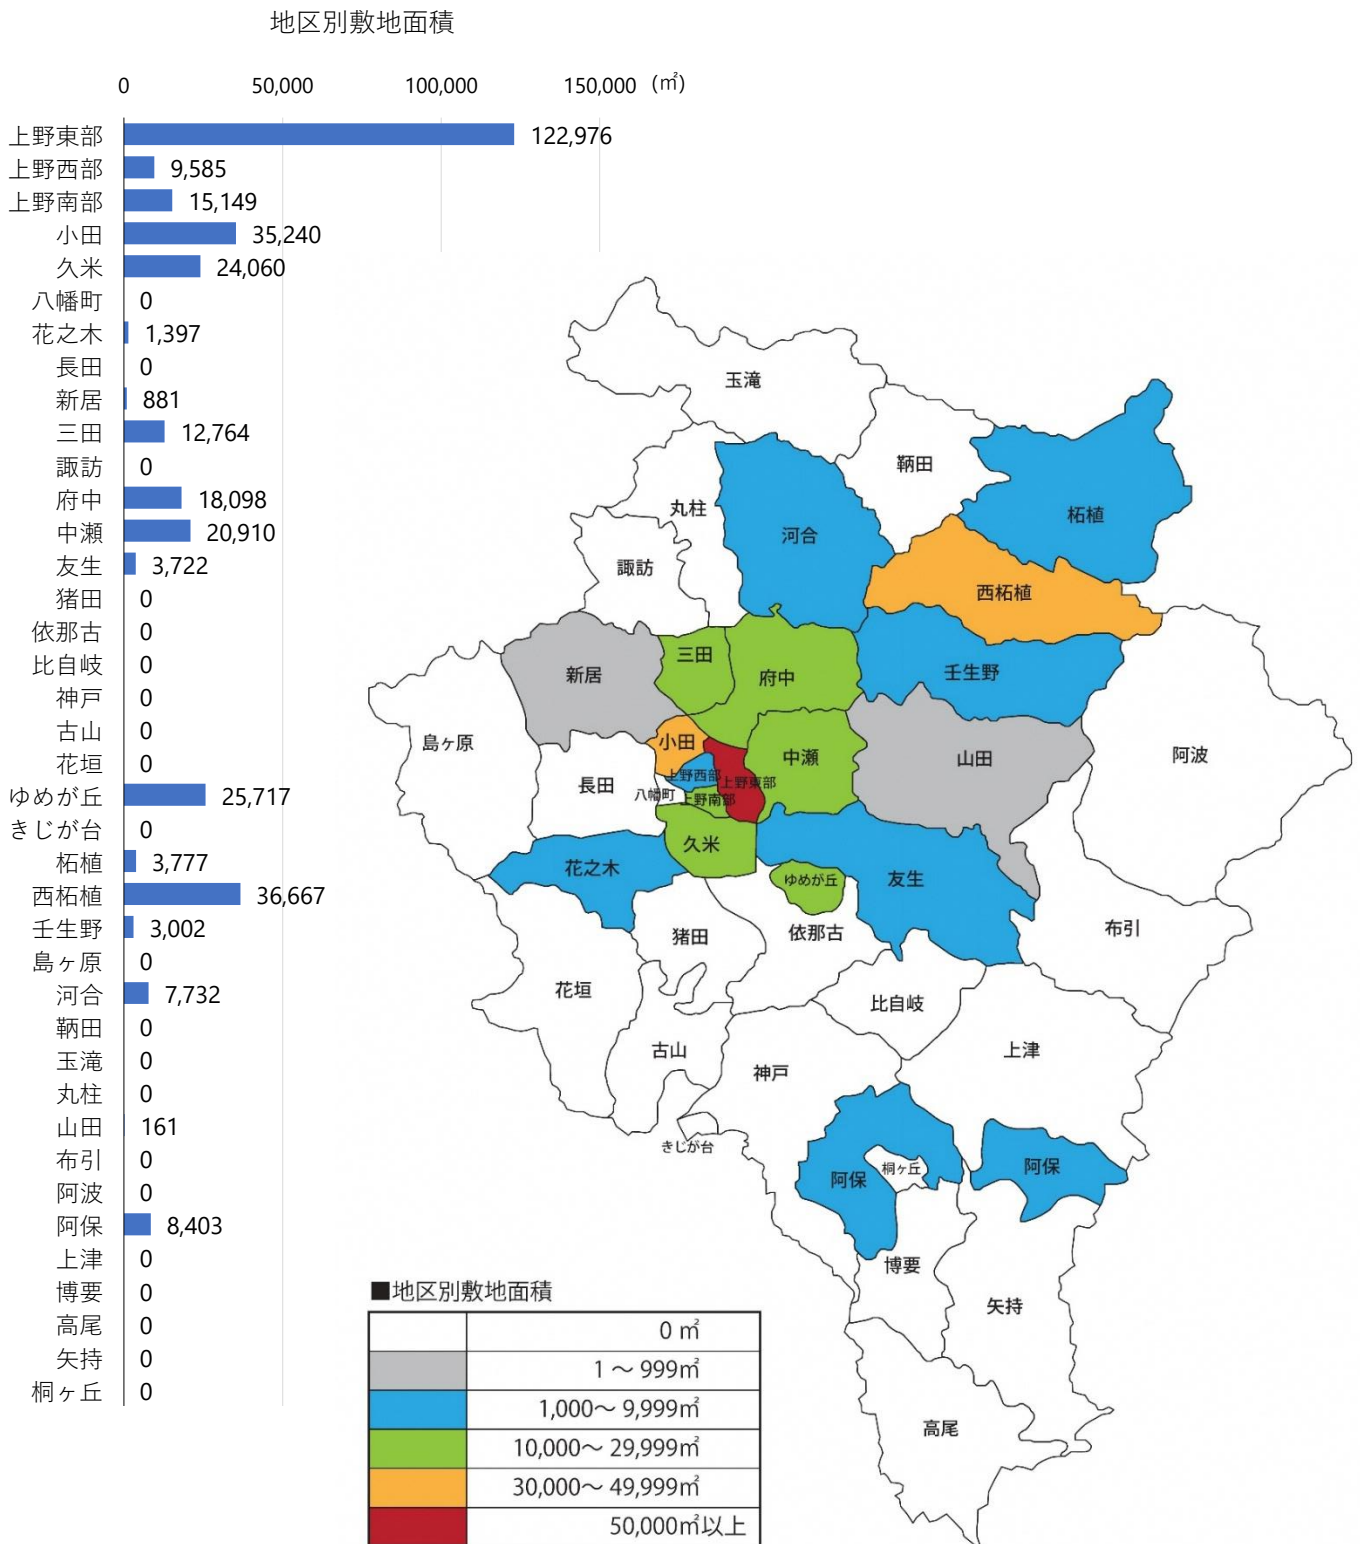 地区別敷地面積
0 50,000 100,000 150,000 (㎡)
上野東部 122,976
上野西部 9,585
上野南部 15,149
小田 35,240
久米 24,060
八幡町 0
花之木 1,397
長田 0
新居 881
三田 12,764
諏訪 0
府中 18,098
中瀬 20,910
友生 3,722
猪田 0
依那古 0
比自岐 0
神戸 0
古山 0
花垣 0
ゆめが丘 25,717
きじが台 0
柘植 3,777
西柘植 36,667
壬生野 3,002
島ヶ原 0
河合 7,732
鞆田 0
玉滝 0
丸柱 0
山田 161
布引 0
阿波 0
阿保 8,403
上津 0
博要 0
高尾 0
矢持 0
桐ヶ丘 0
玉滝
鞆田
丸柱
柘植
河合
諏訪
西柘植
三田
新居
府中
壬生野
島ヶ原
小田
中瀬
山田
阿波
上野西部
上野東部
長田
八幡町
上野南部
久米
花之木
ゆめが丘
友生
猪田
依那古
布引
花垣
比自岐
古山
上津
神戸
きじが台
阿保
桐ヶ丘
阿保
博要
矢持
高尾
■地区別敷地面積
0 ㎡
1 ～ 999㎡
1,000～ 9,999㎡
10,000～ 29,999㎡
30,000～ 49,999㎡
50,000㎡以上